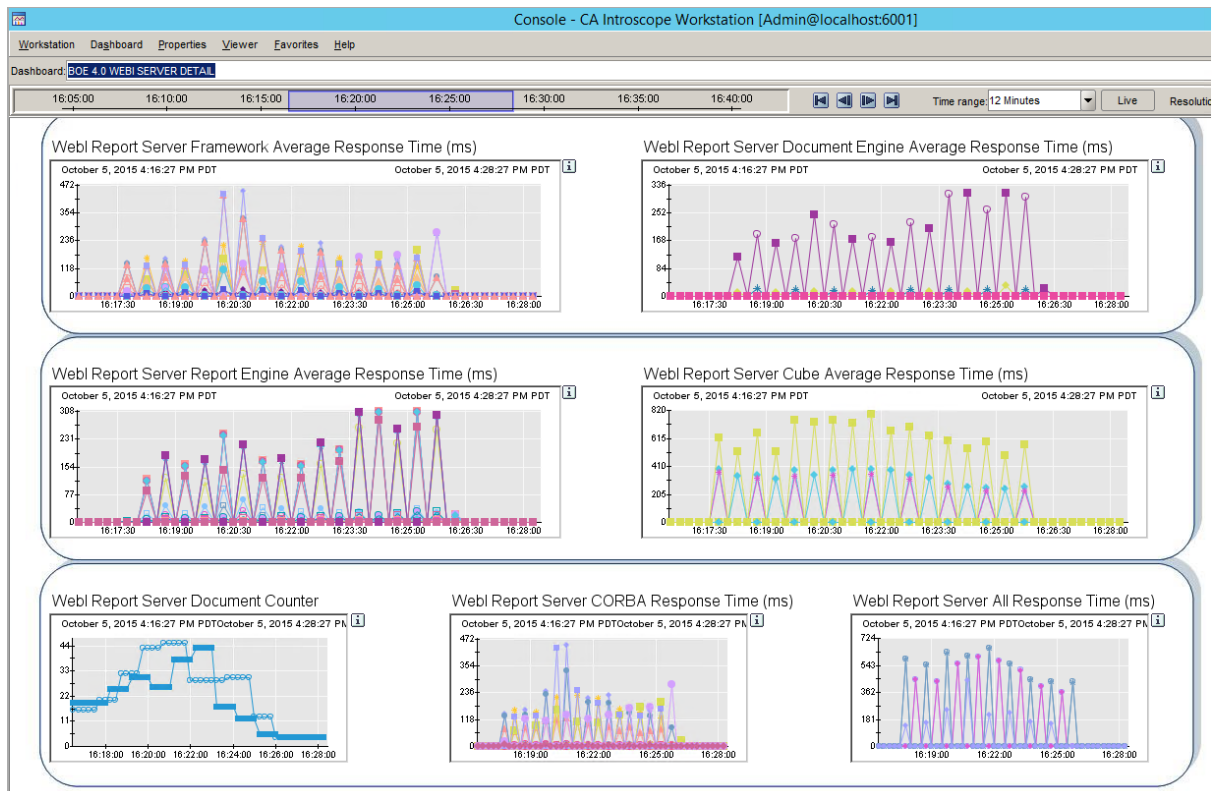 Console - CA Introscope Workstation [Admin@localhost:6001]
Workstation Dashboard Properties Viewer Favorites Help
Dashboard: BOE 4.0 WEBI SERVER DETAIL
16:05:00 16:10:00 16:15:00 16:20:00 16:25:00 16:30:00 16:35:00 16:40:00 Time range: 12 Minutes Live Resolutio
WebI Report Server Framework Average Response Time (ms)
October 5, 2015 4:16:27 PM PDT October 5, 2015 4:28:27 PM PDT
472
354
236
118
0
16:17:30 16:19:00 16:20:30 16:22:00 16:23:30 16:25:00 16:26:30 16:28:00
WebI Report Server Document Engine Average Response Time (ms)
October 5, 2015 4:16:27 PM PDT October 5, 2015 4:28:27 PM PDT
336
252
168
84
0
16:17:30 16:19:00 16:20:30 16:22:00 16:23:30 16:25:00 16:26:30 16:28:00
WebI Report Server Report Engine Average Response Time (ms)
October 5, 2015 4:16:27 PM PDT October 5, 2015 4:28:27 PM PDT
308
231
154
77
0
16:17:30 16:19:00 16:20:30 16:22:00 16:23:30 16:25:00 16:26:30 16:28:00
WebI Report Server Cube Average Response Time (ms)
October 5, 2015 4:16:27 PM PDT October 5, 2015 4:28:27 PM PDT
820
615
410
205
0
16:17:30 16:19:00 16:20:30 16:22:00 16:23:30 16:25:00 16:26:30 16:28:00
WebI Report Server Document Counter
October 5, 2015 4:16:27 PM PDTOctober 5, 2015 4:28:27 PM
44
33
22
11
0
16:18:00 16:20:00 16:22:00 16:24:00 16:26:00 16:28:00
WebI Report Server CORBA Response Time (ms)
October 5, 2015 4:16:27 PM PDTOctober 5, 2015 4:28:27 PM
472
354
236
118
0
16:19:00 16:22:00 16:25:00 16:28:00
WebI Report Server All Response Time (ms)
October 5, 2015 4:16:27 PM PDTOctober 5, 2015 4:28:27 PM
724
543
362
181
0
16:19:00 16:22:00 16:25:00 16:28:00